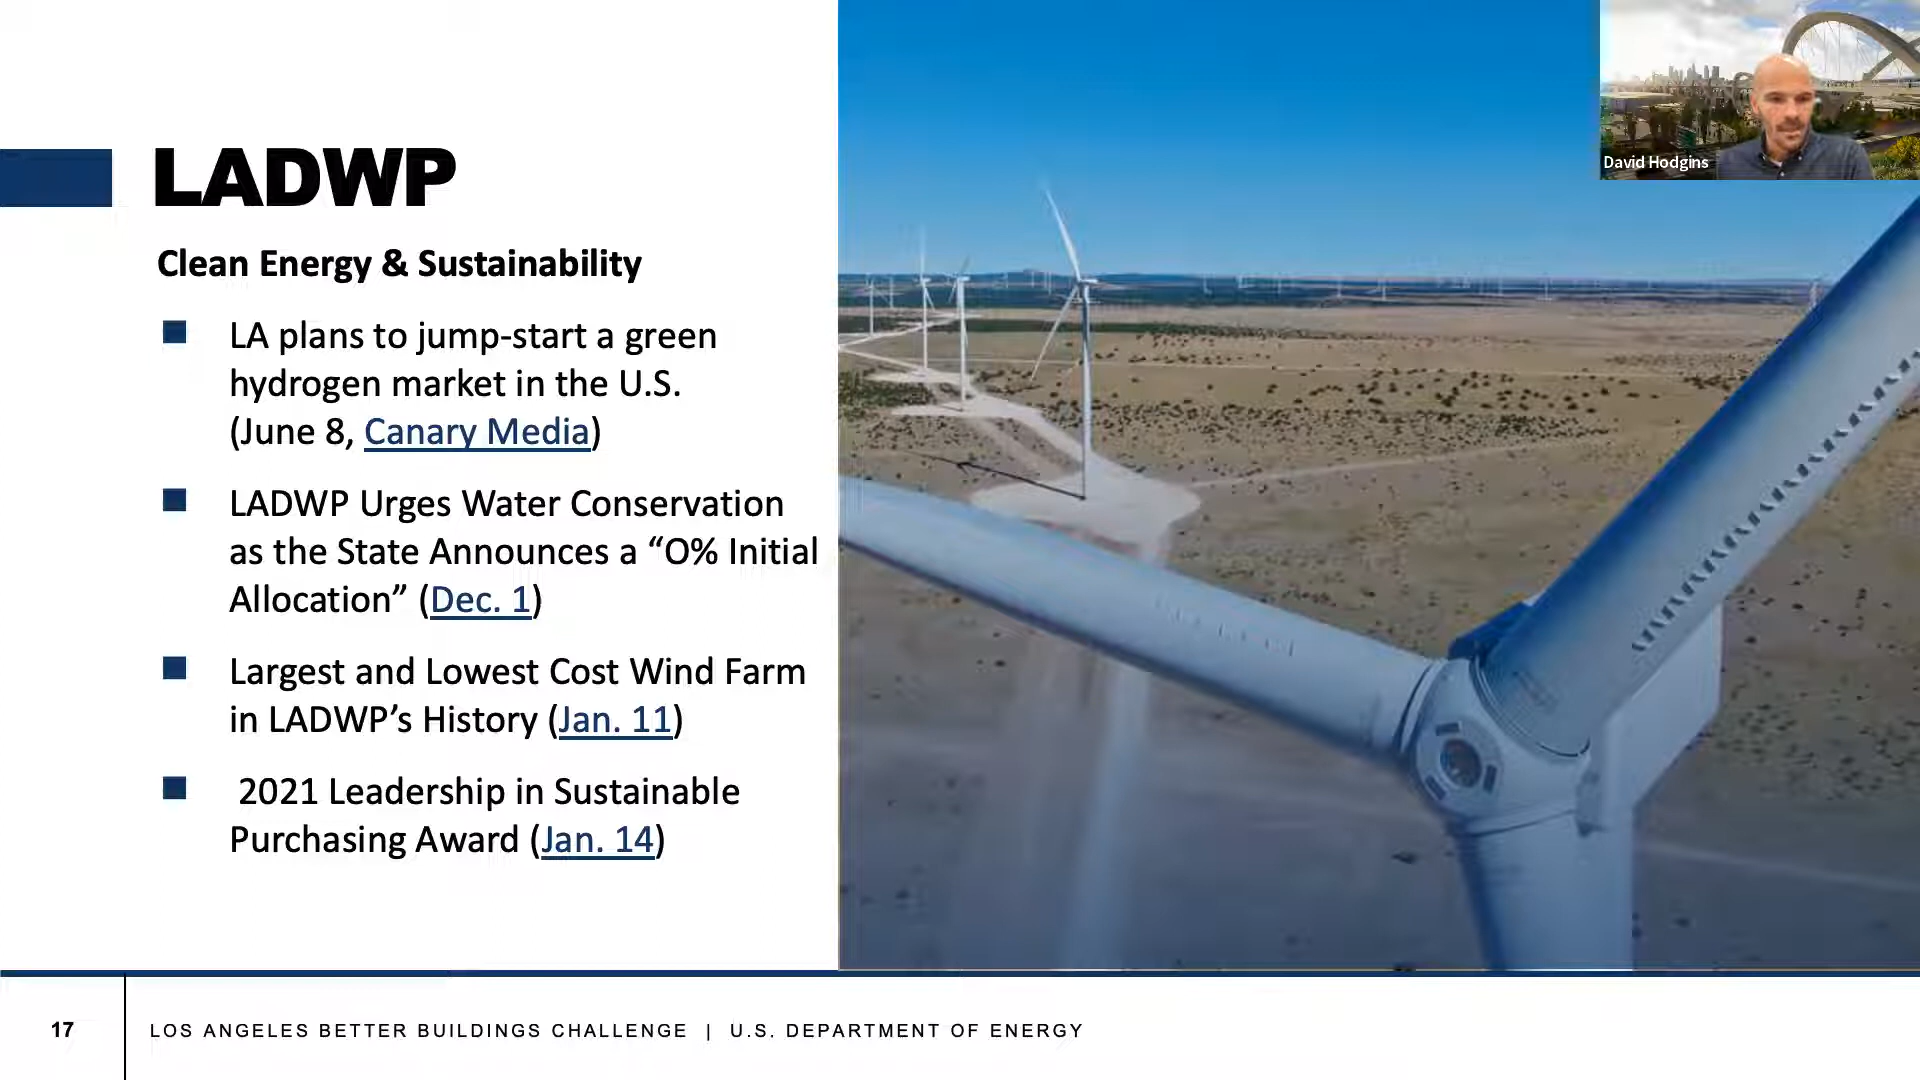 LADWP
Clean Energy & Sustainability
LA plans to jump-start a green
hydrogen market in the U.S.
(June 8, Canary Media)
LADWP Urges Water Conservation
as the State Announces a “O% Initial
Allocation” (Dec. 1)
Largest and Lowest Cost Wind Farm
in LADWP’s History (Jan. 11)
2021 Leadership in Sustainable
Purchasing Award (Jan. 14)
David Hodgins
17
LOS ANGELES BETTER BUILDINGS CHALLENGE | U.S. DEPARTMENT OF ENERGY